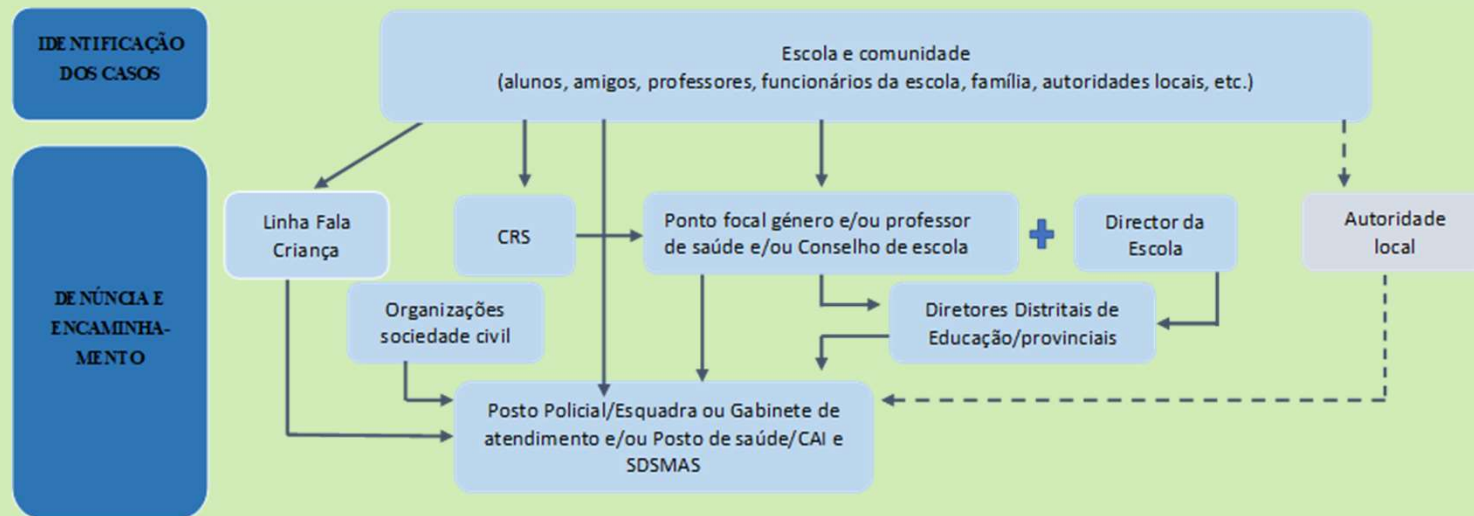 IDENTIFICAÇÃO
DOS CASOS
Escola e comunidade
(alunos, amigos, professores, funcionários da escola, família, autoridades locais, etc.)
DENÚNCIA E
ENCAMINHA-
MENTO
Linha Fala
Criança
CRS
Ponto focal género e/ou professor
de saúde e/ou Conselho de escola
Director da
Escola
Autoridade
local
Organizações
sociedade civil
Diretores Distritais de
Educação/provinciais
Posto Policial/Esquadra ou Gabinete de
atendimento e/ou Posto de saúde/CAI e
SDSMAS